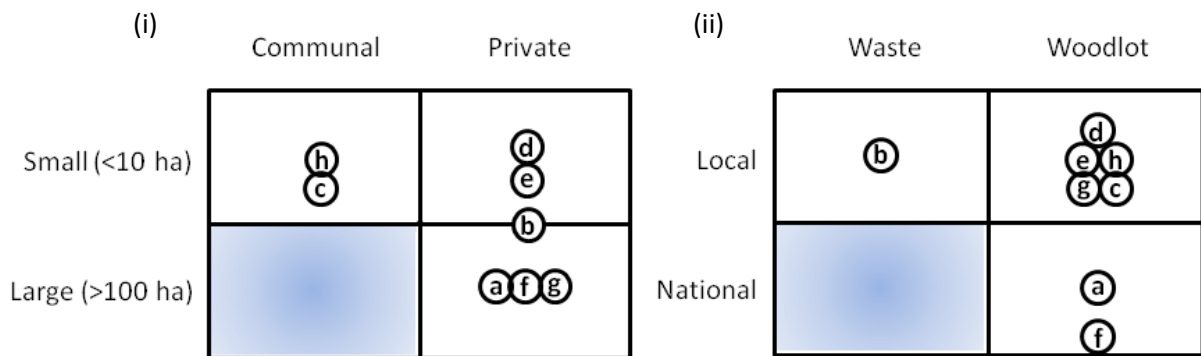 (i) (ii)
Communal Private Waste Woodlot
d
h d e h
Small (<10 ha) c e Local b g c
b
Large (>100 ha) a f g National a
f